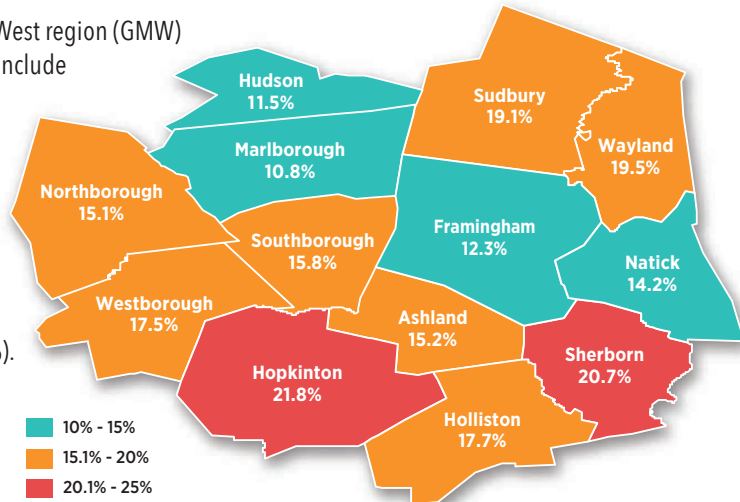 West region (GMW)
include
Hudson
11.5%
Sudbury
19.1%
Marlborough
10.8%
Wayland
19.5%
Northborough
15.1%
Southborough
15.8%
Framingham
12.3%
Natick
14.2%
Westborough
17.5%
Ashland
15.2%
Sherborn
20.7%
Hopkinton
21.8%
Holliston
17.7%
).
10% - 15%
15.1% - 20%
20.1% - 25%